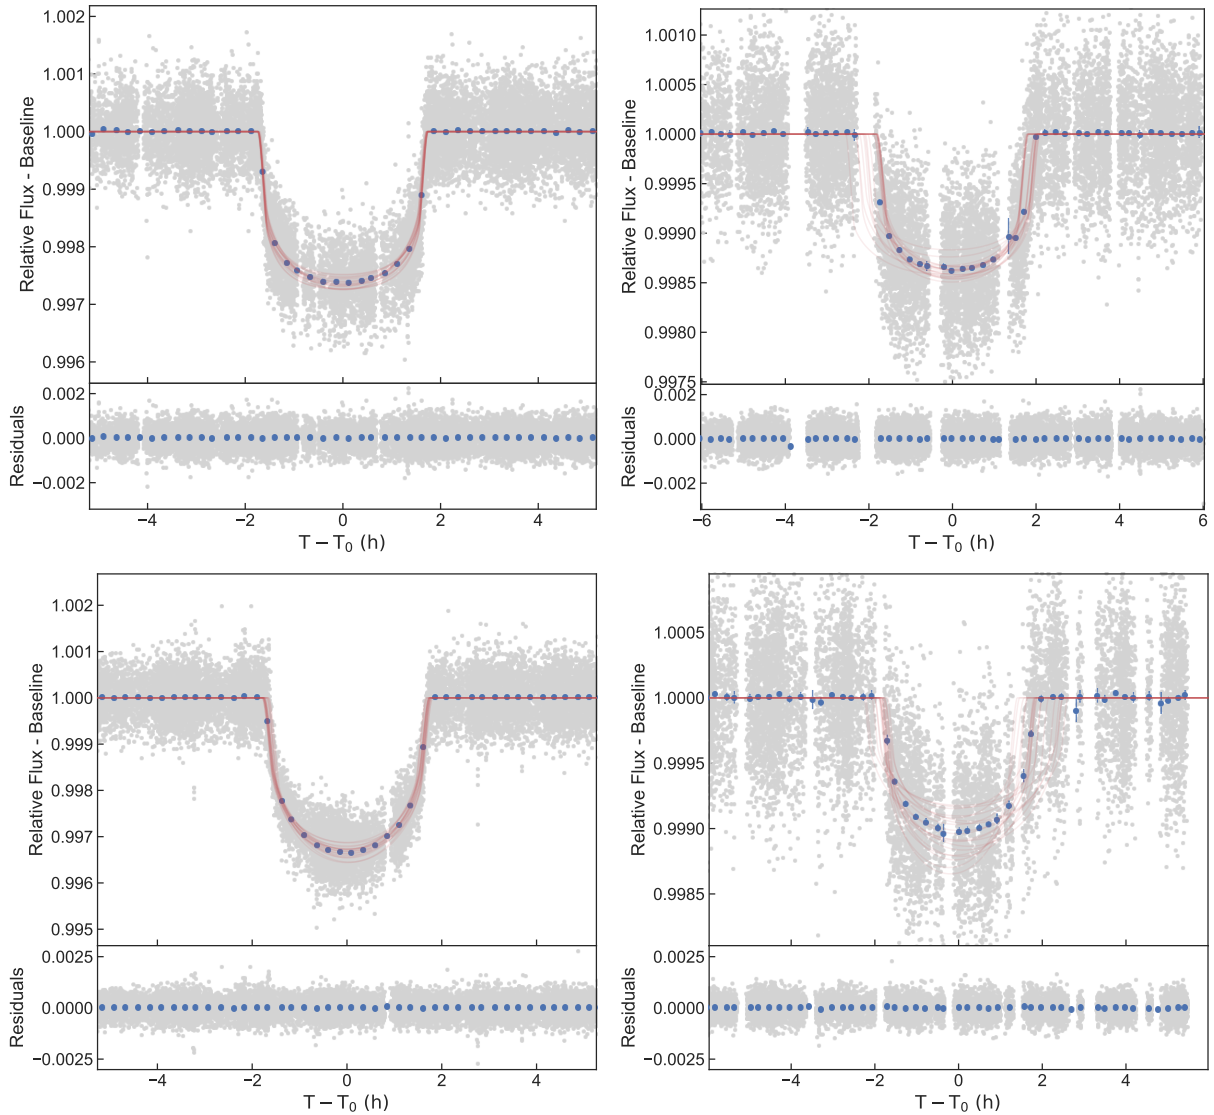 1.002
1.001
1.000
0.999
0.998
0.997
0.996
Relative Flux - Baseline
0.002
0.000
−0.002
Residuals
−4 −2 0 2 4
T − T₀ (h)
1.0010
1.0005
1.0000
0.9995
0.9990
0.9985
0.9980
0.9975
Relative Flux - Baseline
0.002
0.000
−0.002
Residuals
−6 −4 −2 0 2 4 6
T − T₀ (h)
1.002
1.001
1.000
0.999
0.998
0.997
0.996
0.995
Relative Flux - Baseline
0.0025
0.0000
−0.0025
Residuals
−4 −2 0 2 4
T − T₀ (h)
1.0005
1.0000
0.9995
0.9990
0.9985
Relative Flux - Baseline
0.0025
0.0000
−0.0025
Residuals
−4 −2 0 2 4
T − T₀ (h)